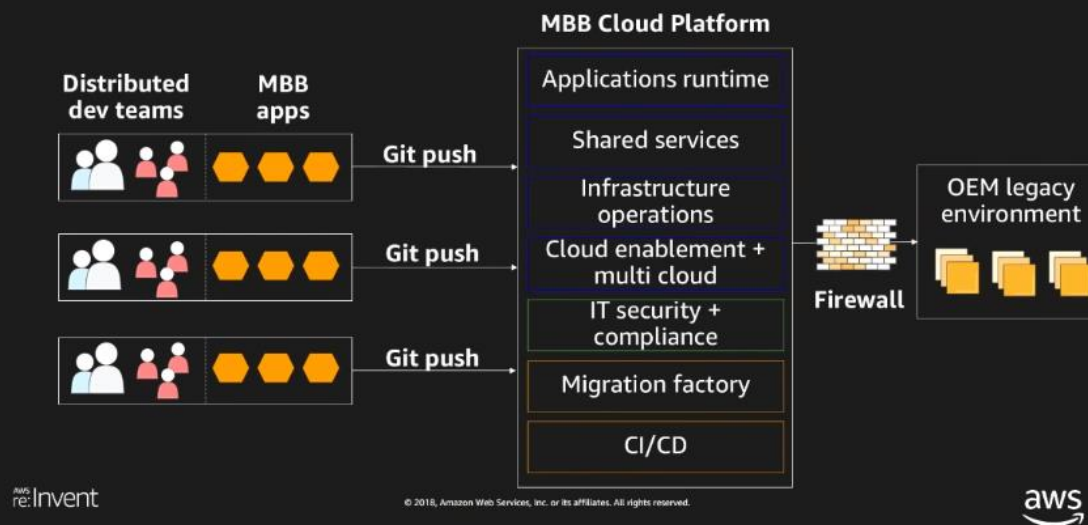 MBB Cloud Platform
Distributed
dev teams
MBB
apps
Git push
Git push
Git push
Applications runtime
Shared services
Infrastructure
operations
Cloud enablement +
multi cloud
IT security +
compliance
Migration factory
CI/CD
Firewall
OEM legacy
environment
AWS
re:Invent
© 2018, Amazon Web Services, Inc. or its affiliates. All rights reserved.
aws